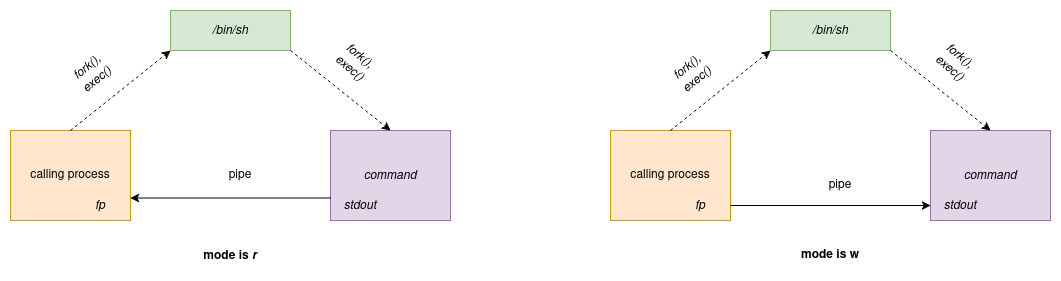 /bin/sh
fork(),
exec()
fork(),
exec()
calling process
fp
pipe
command
stdout
mode is r
/bin/sh
fork(),
exec()
fork(),
exec()
calling process
fp
pipe
command
stdout
mode is w